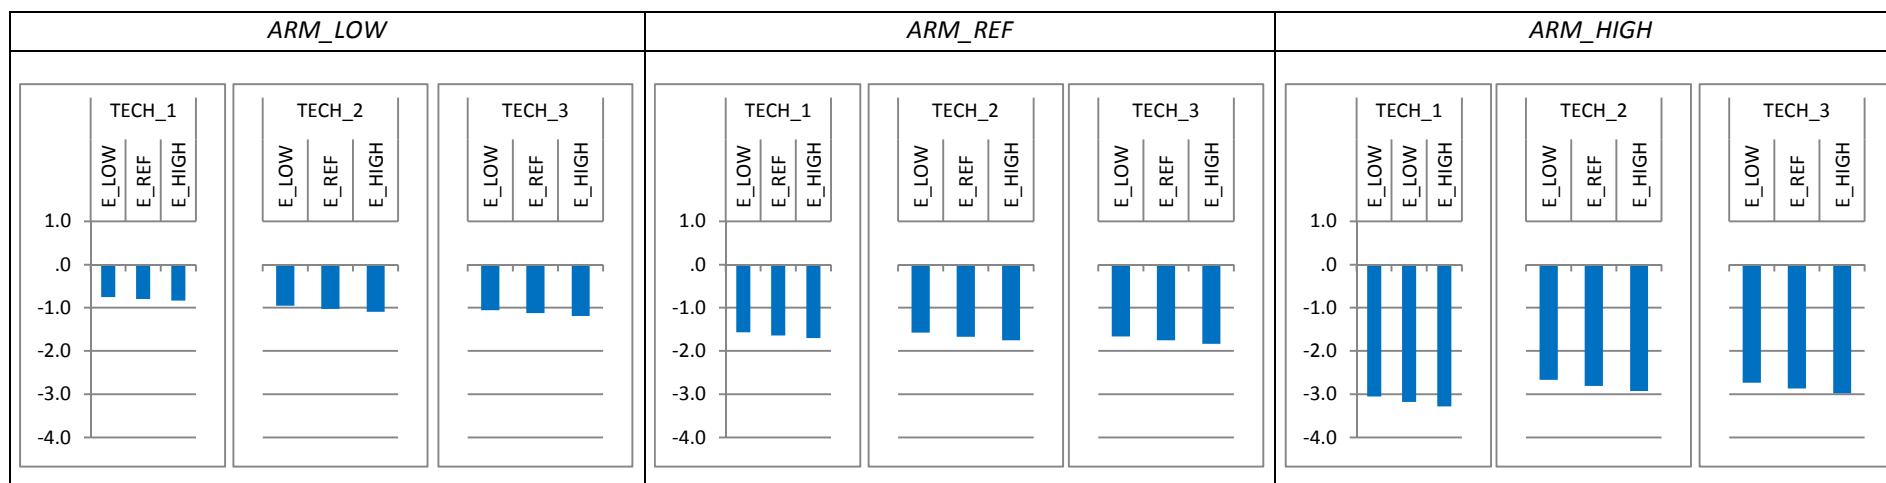 ARM_LOW
ARM_REF
ARM_HIGH
TECH_1
TECH_2
TECH_3
TECH_1
TECH_2
TECH_3
TECH_1
TECH_2
TECH_3
E_LOW
E_REF
E_HIGH
E_LOW
E_REF
E_HIGH
E_LOW
E_REF
E_HIGH
E_LOW
E_REF
E_HIGH
E_LOW
E_REF
E_HIGH
E_LOW
E_REF
E_HIGH
E_LOW
E_LOW
E_HIGH
E_LOW
E_REF
E_HIGH
E_LOW
E_REF
E_HIGH
1.0
.0
-1.0
-2.0
-3.0
-4.0
1.0
.0
-1.0
-2.0
-3.0
-4.0
1.0
.0
-1.0
-2.0
-3.0
-4.0